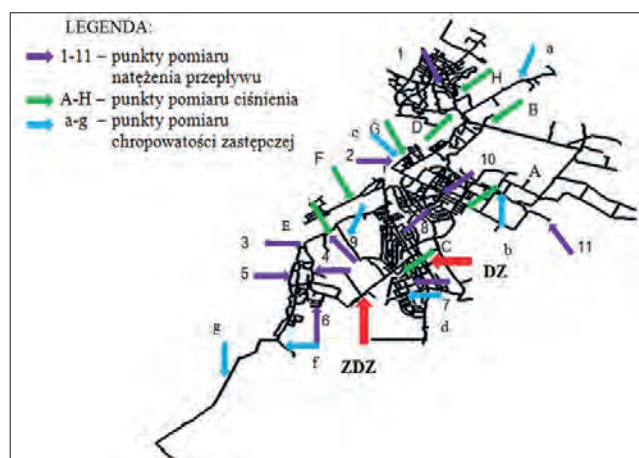 LEGENDA:
1-11 – punkty pomiaru
natężenia przepływu
A-H – punkty pomiaru ciśnienia
a-g – punkty pomiaru
chropowatości zastępczej
1
a
H
B
D
G
c
2
10
A
F
E
9
8
b
11
3
4
C
DZ
5
7
6
d
g
f
ZDZ